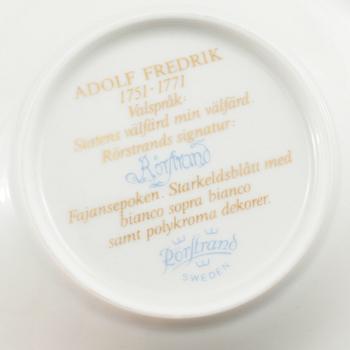 ADOLF FREDRIK
1751-1771
Valspråk:
Statens välfärd min välfärd.
Rörstrands signatur:
Rörstrand
Fajansepoken. Starkeldsblått med
bianco sopra bianco
samt polykroma dekorer.
Rörstrand
SWEDEN